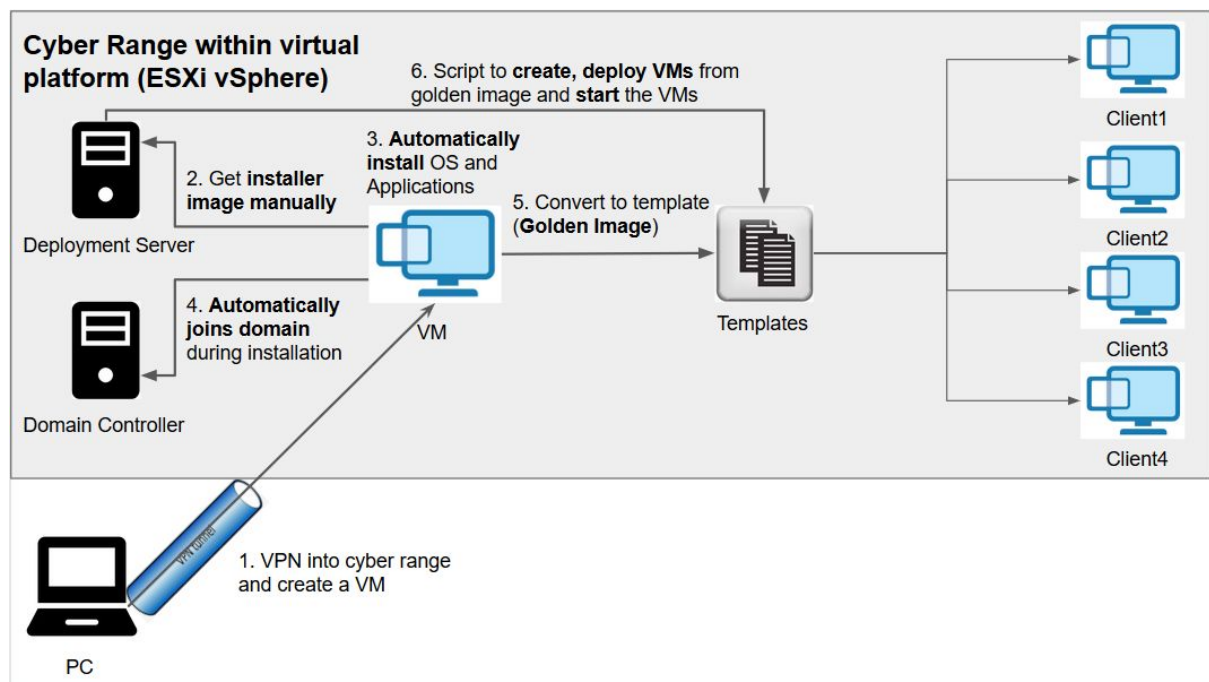 Cyber Range within virtual
platform (ESXi vSphere)
6. Script to create, deploy VMs from
golden image and start the VMs
3. Automatically
install OS and
Applications
2. Get installer
image manually
Deployment Server
5. Convert to template
(Golden Image)
4. Automatically
joins domain
during installation
VM
Templates
Domain Controller
Client1
Client2
Client3
Client4
VPN tunnel
1. VPN into cyber range
and create a VM
PC